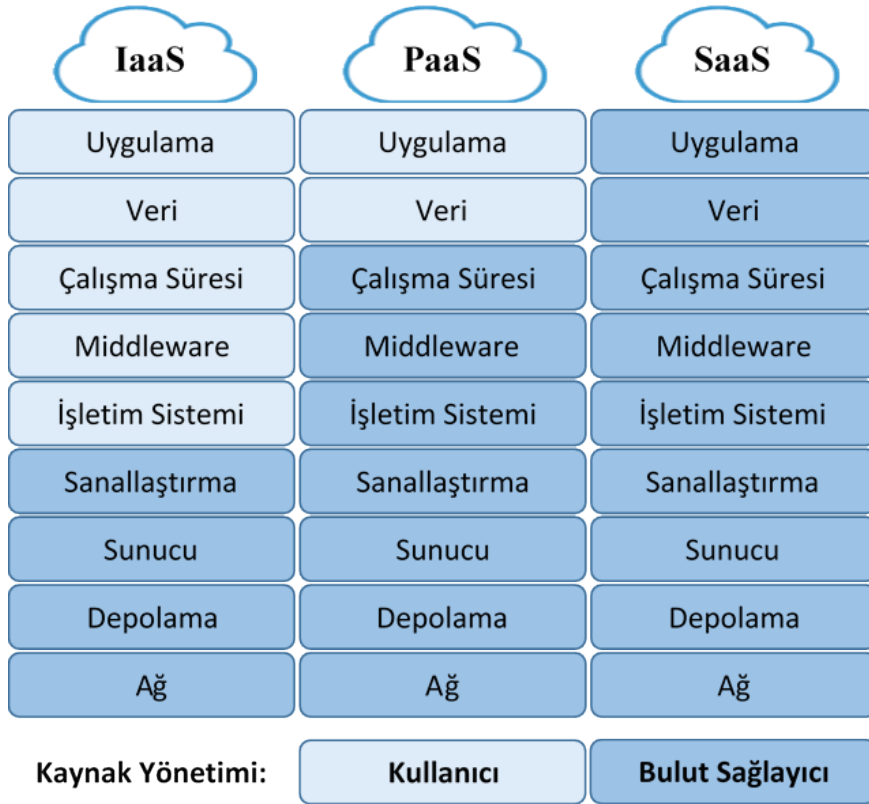 IaaS PaaS SaaS
Uygulama Uygulama Uygulama
Veri Veri Veri
Çalışma Süresi Çalışma Süresi Çalışma Süresi
Middleware Middleware Middleware
İşletim Sistemi İşletim Sistemi İşletim Sistemi
Sanallaştırma Sanallaştırma Sanallaştırma
Sunucu Sunucu Sunucu
Depolama Depolama Depolama
Ağ Ağ Ağ
Kaynak Yönetimi: Kullanıcı Bulut Sağlayıcı